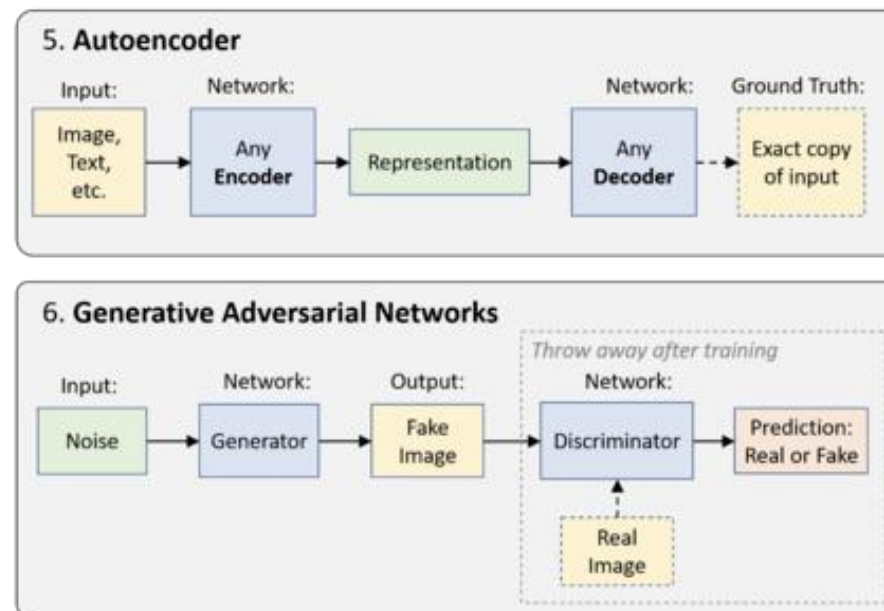 5. Autoencoder
Input:
Network:
Network:
Ground Truth:
Image,
Text,
etc.
Any
Encoder
Representation
Any
Decoder
Exact copy
of input
6. Generative Adversarial Networks
Throw away after training
Input:
Network:
Output:
Network:
Noise
Generator
Fake
Image
Discriminator
Prediction:
Real or Fake
Real
Image